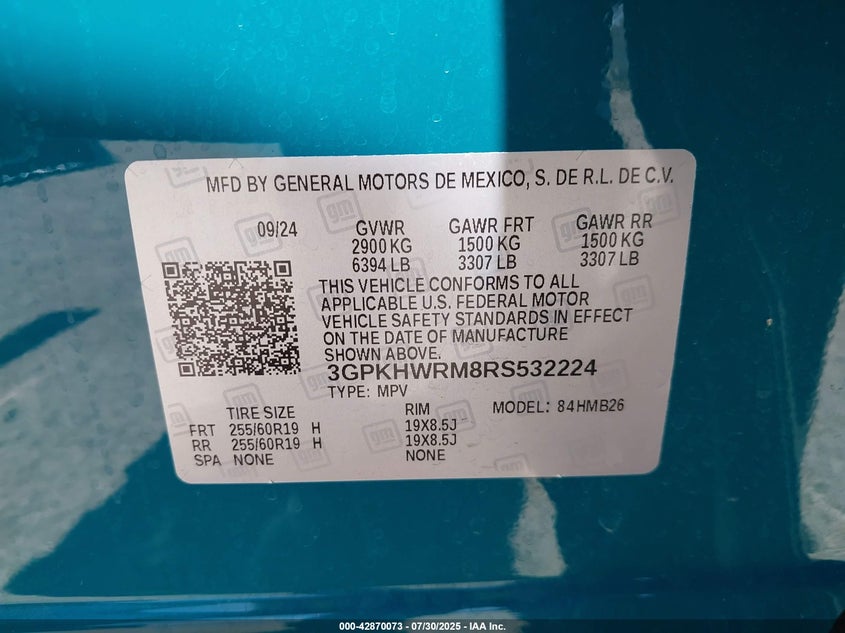 MFD BY GENERAL MOTORS DE MEXICO, S. DE R.L. DE C.V.
09/24 GVWR GAWR FRT GAWR RR
2900 KG 1500 KG 1500 KG
6394 LB 3307 LB 3307 LB
THIS VEHICLE CONFORMS TO ALL
APPLICABLE U.S. FEDERAL MOTOR
VEHICLE SAFETY STANDARDS IN EFFECT
ON THE DATE OF MANUFACTURE
SHOWN ABOVE.
3GPKHWRM8RS532224
TYPE: MPV
TIRE SIZE RIM MODEL: 84HMB26
FRT 255/60R19 H 19X8.5J
RR 255/60R19 H 19X8.5J
SPA NONE NONE
000-42870073 / 07/30/2025 - IAA Inc.